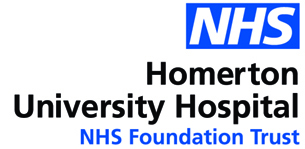 NHS
Homerton
University Hospital
NHS Foundation Trust